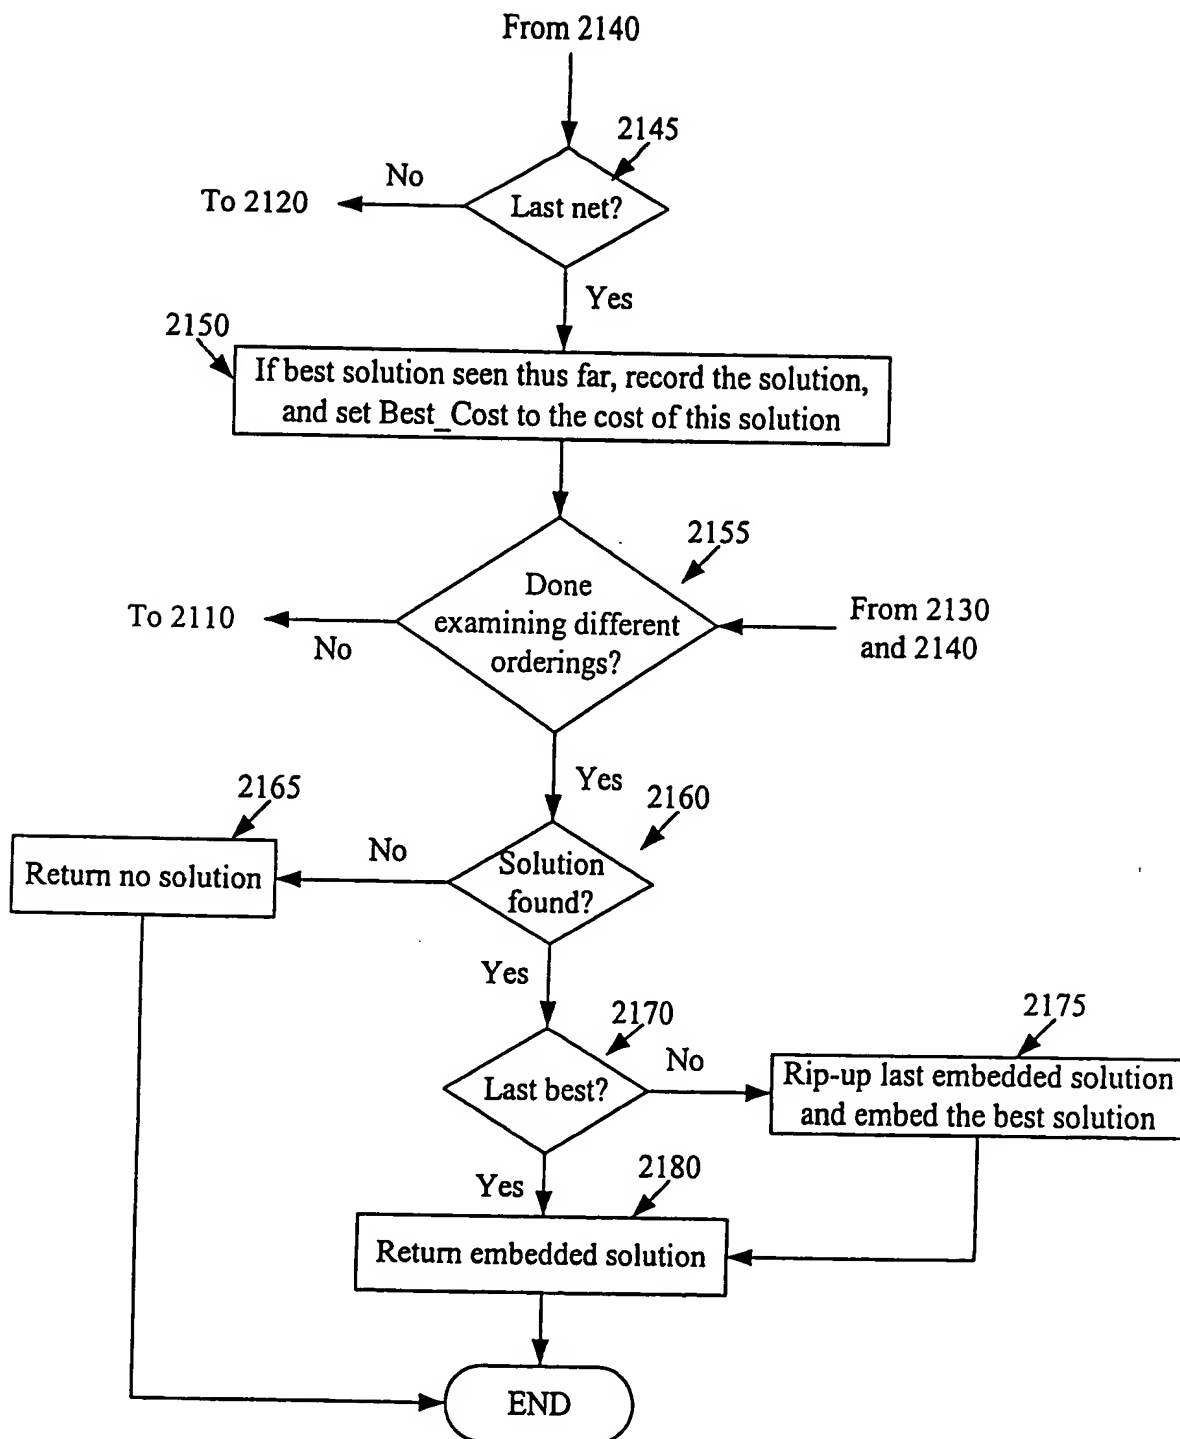 From 2140
2145
No
To 2120
Last net?
Yes
2150
If best solution seen thus far, record the solution,
and set Best_Cost to the cost of this solution
2155
Done
examining different
orderings?
To 2110
No
From 2130
and 2140
Yes
2160
2165
No
Solution
found?
Return no solution
Yes
2170
2175
No
Last best?
Rip-up last embedded solution
and embed the best solution
Yes
2180
Return embedded solution
END